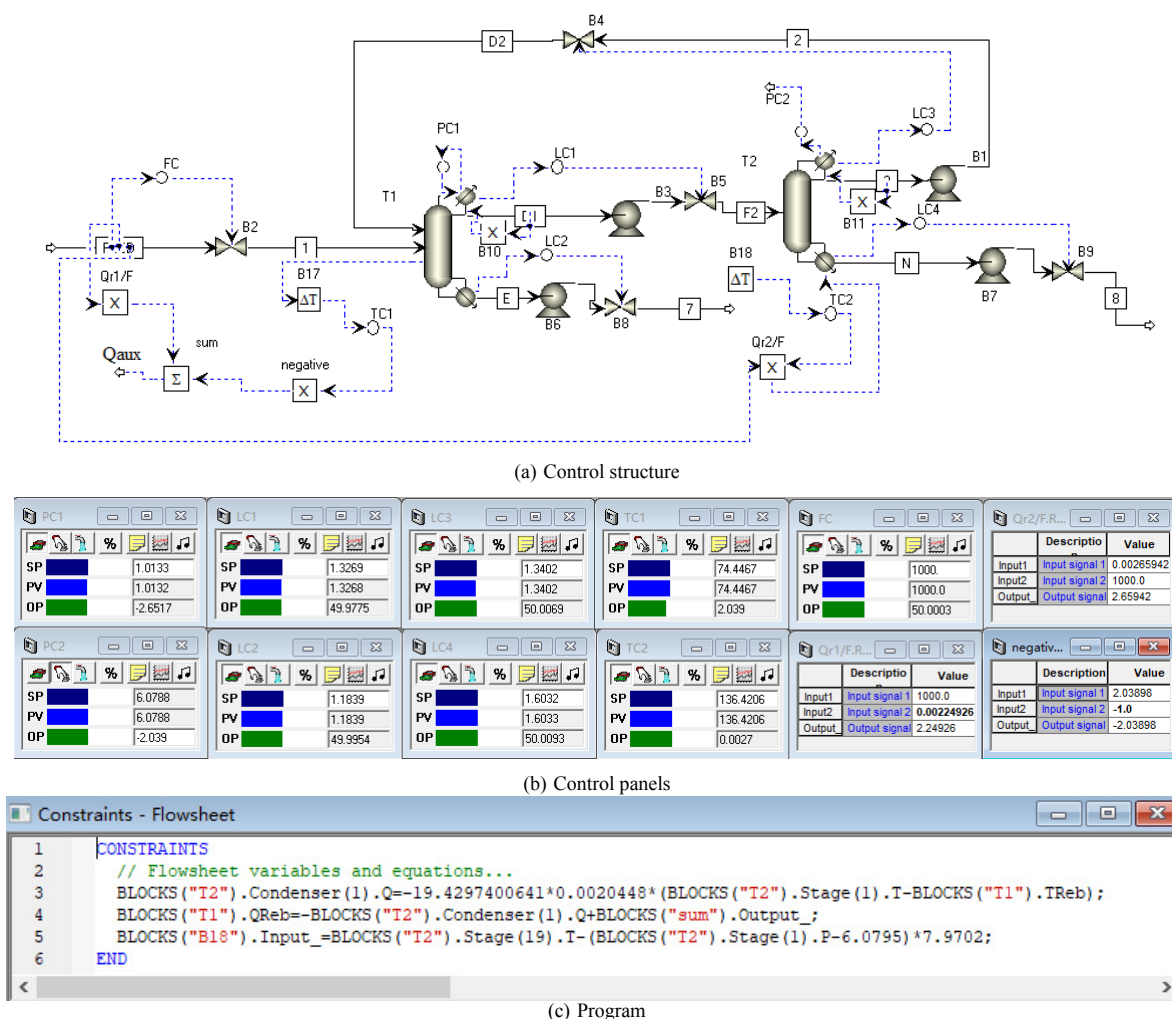 B4
D2
2
PC2
LC3
PC1
FC
LC1
T2
B1
T1
B3
B5
B2
F2
X
LC4
X
LC2
B11
1
B10
B18
B9
Qr1/F
B17
N
ΔT
X
ΔT
E
B7
TC2
8
TC1
7
B6
B8
Qr2/F
sum
Qaux
negative
X
Σ
X
(a) Control structure
PC1
SP 1.0133
PV 1.0132
OP -2.6517
LC1
%
SP 1.3269
PV 1.3268
OP 49.9775
LC3
%
SP 1.3402
PV 1.3402
OP 50.0069
TC1
%
SP 74.4467
PV 74.4467
OP 2.039
FC
%
SP 1000.
PV 1000.0
OP 50.0003
Qr2/F.R...
Descriptio Value
Input1 Input signal 1 0.00265942
Input2 Input signal 2 1000.0
Output_ Output signal 2.65942
PC2
%
SP 6.0788
PV 6.0788
OP -2.039
LC2
%
SP 1.1839
PV 1.1839
OP 49.9954
LC4
%
SP 1.6032
PV 1.6033
OP 50.0093
TC2
%
SP 136.4206
PV 136.4206
OP 0.0027
Qr1/F.R...
Descriptio Value
Input1 Input signal 1 1000.0
Input2 Input signal 2 0.00224926
Output_ Output signal 2.24926
negativ...
Description Value
Input1 Input signal 1 2.03898
Input2 Input signal 2 -1.0
Output_ Output signal -2.03898
(b) Control panels
Constraints - Flowsheet
1 CONSTRAINTS
2 // Flowsheet variables and equations...
3 BLOCKS("T2").Condenser(1).Q=-19.4297400641*0.0020448*(BLOCKS("T2").Stage(1).T-BLOCKS("T1").TReb);
4 BLOCKS("T1").QReb=-BLOCKS("T2").Condenser(1).Q+BLOCKS("sum").Output_;
5 BLOCKS("B18").Input_=BLOCKS("T2").Stage(19).T-(BLOCKS("T2").Stage(1).P-6.0795)*7.9702;
6 END
(c) Program